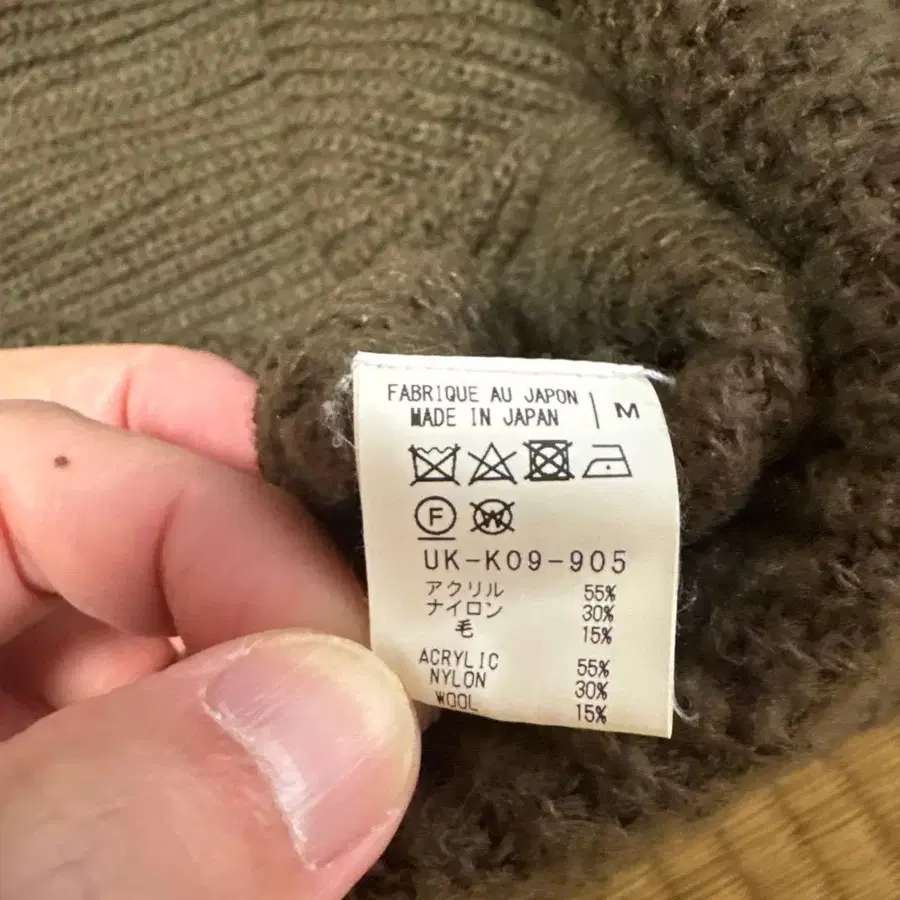 FABRIQUE AU JAPON
MADE IN JAPAN | M
F W
UK-K09-905
アクリル 55%
ナイロン 30%
毛 15%
ACRYLIC 55%
NYLON 30%
WOOL 15%